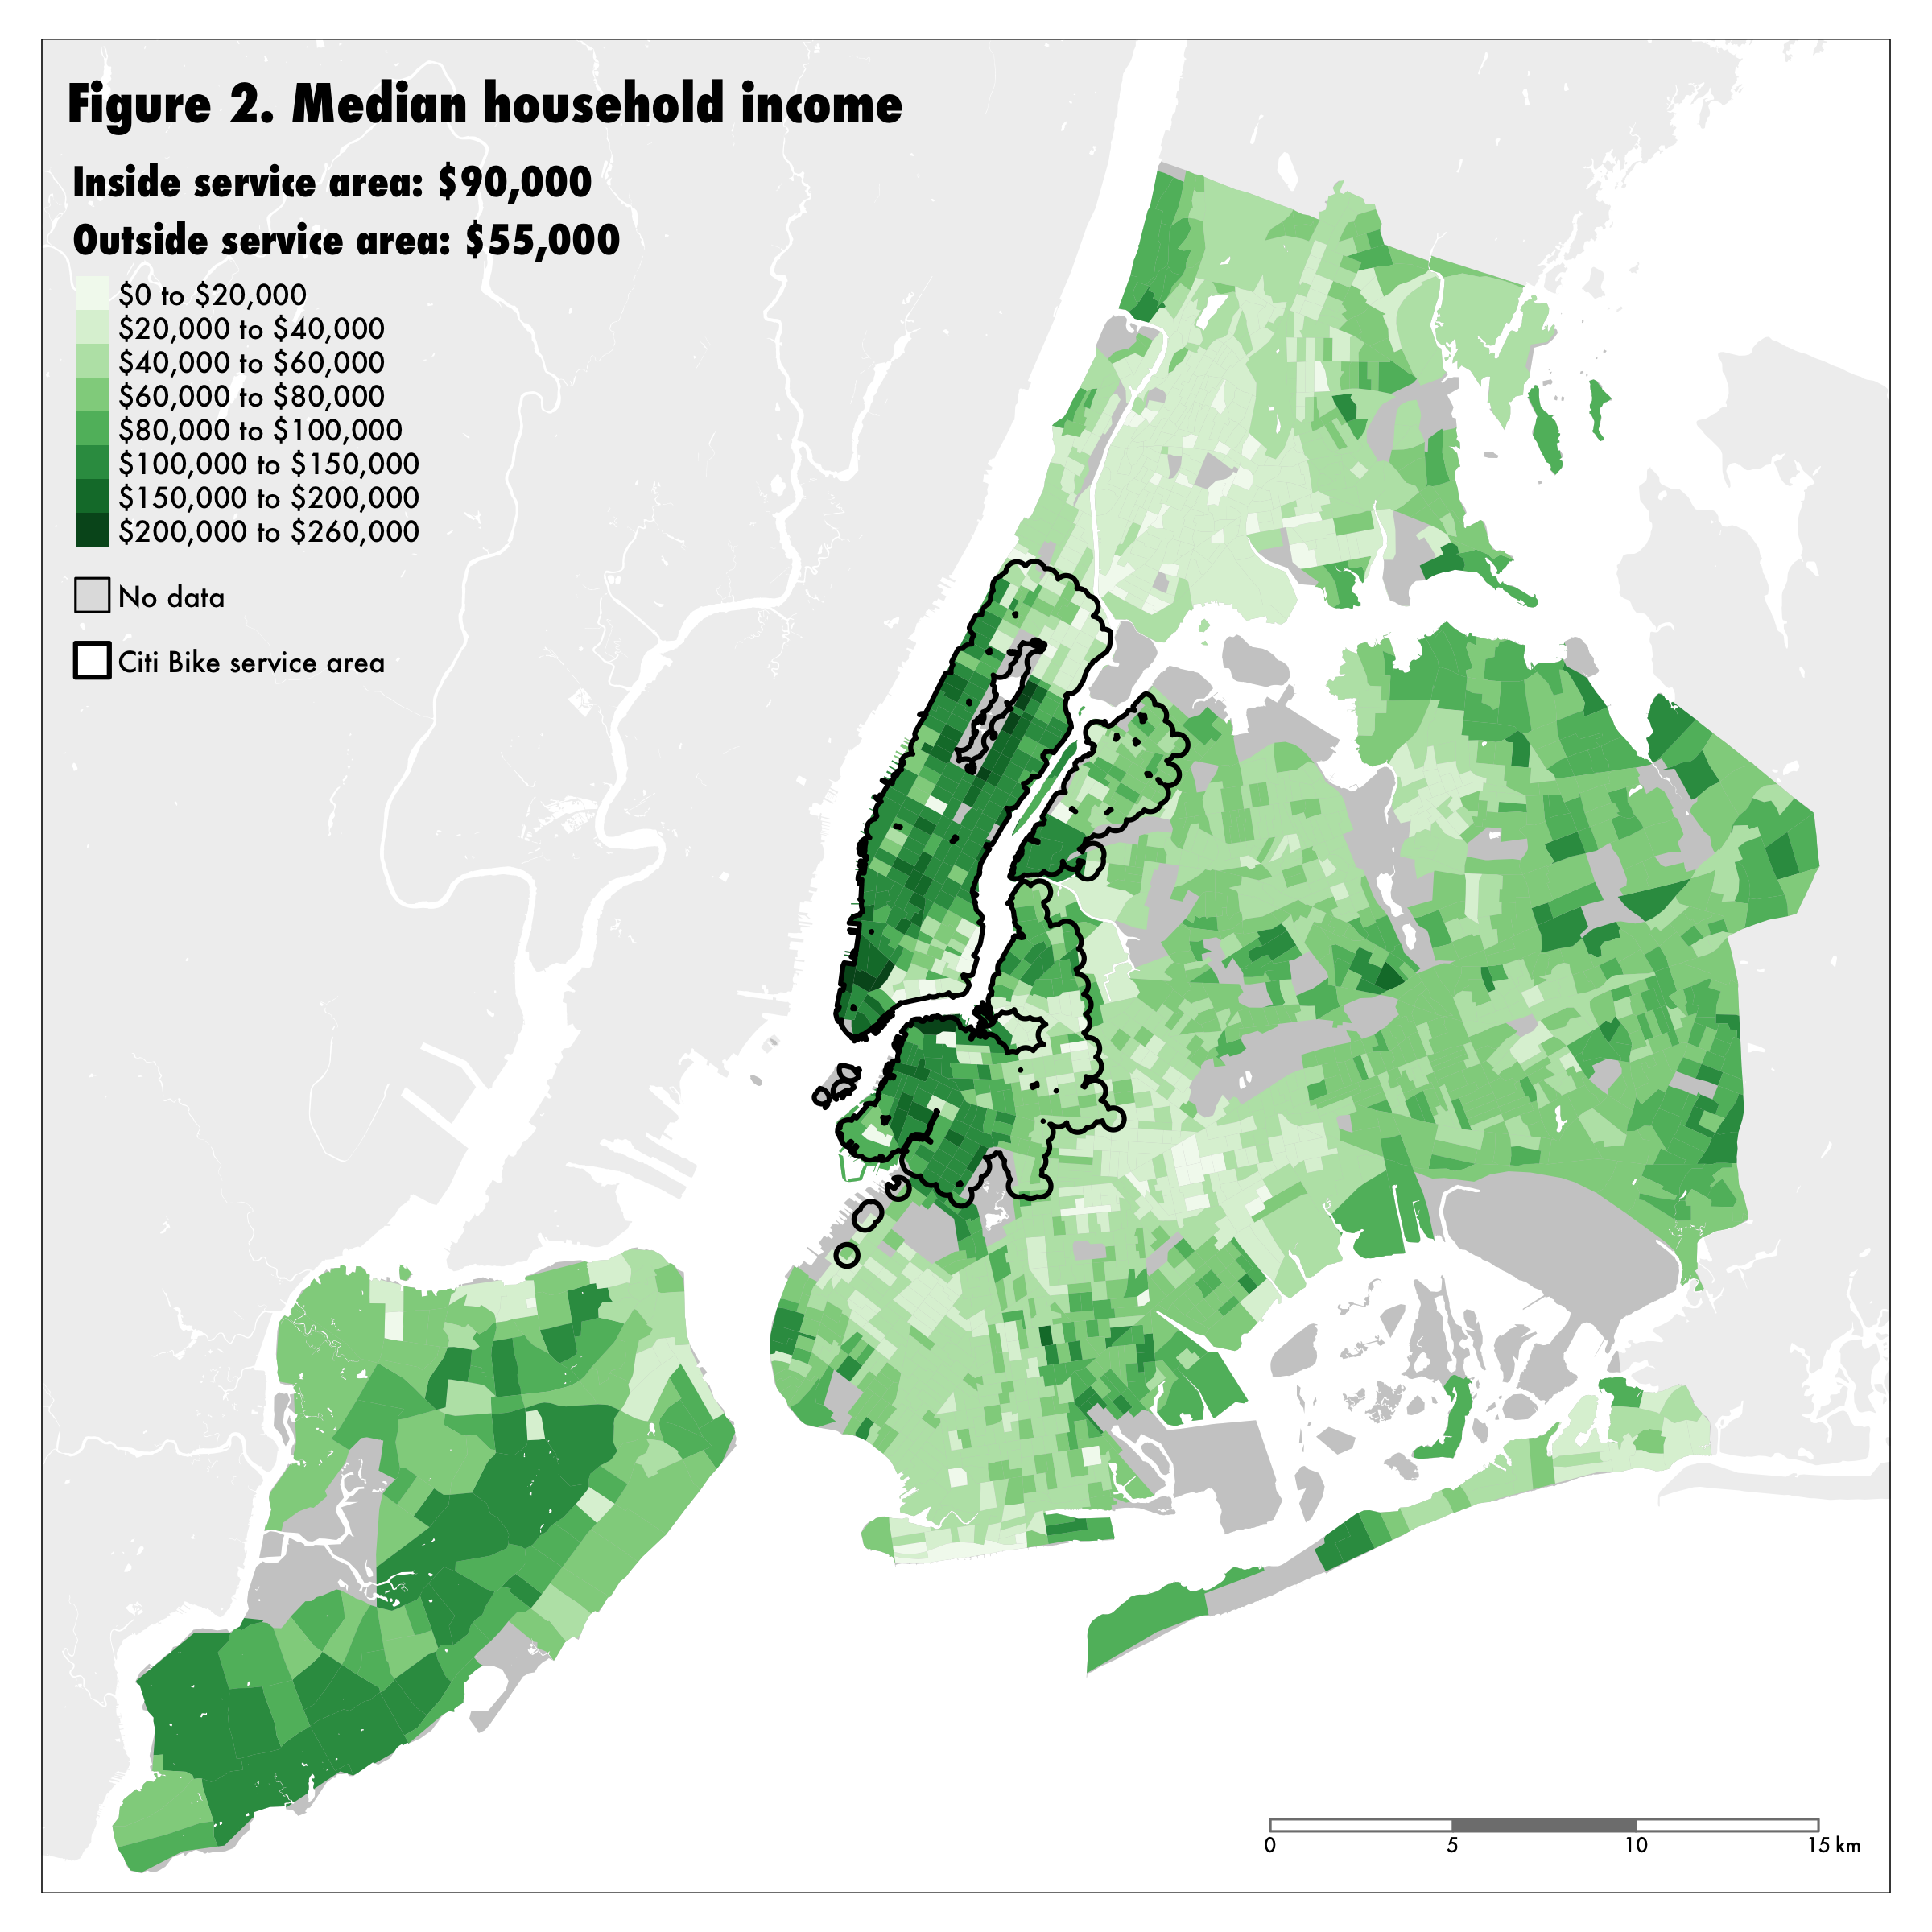 Figure 2. Median household income
Inside service area: $90,000
Outside service area: $55,000
$0 to $20,000
$20,000 to $40,000
$40,000 to $60,000
$60,000 to $80,000
$80,000 to $100,000
$100,000 to $150,000
$150,000 to $200,000
$200,000 to $260,000
No data
Citi Bike service area
0 5 10 15 km